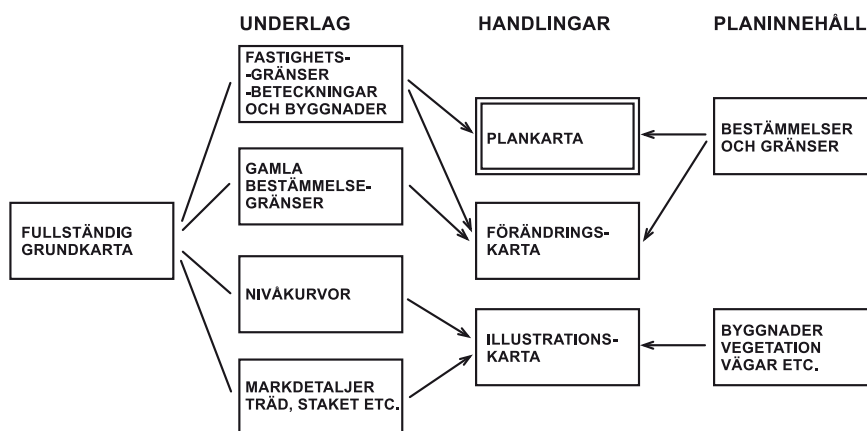 UNDERLAG
HANDLINGAR
PLANINNEHÅLL
FULLSTÄNDIG
GRUNDKARTA
FASTIGHETS-
-GRÄNSER
-BETECKNINGAR
OCH BYGGNADER
GAMLA
BESTÄMMELSE-
GRÄNSER
NIVÅKURVOR
MARKDETALJER
TRÄD, STAKET ETC.
PLANKARTA
FÖRÄNDRINGS-
KARTA
ILLUSTRATIONS-
KARTA
BESTÄMMELSER
OCH GRÄNSER
BYGGNADER
VEGETATION
VÄGAR ETC.